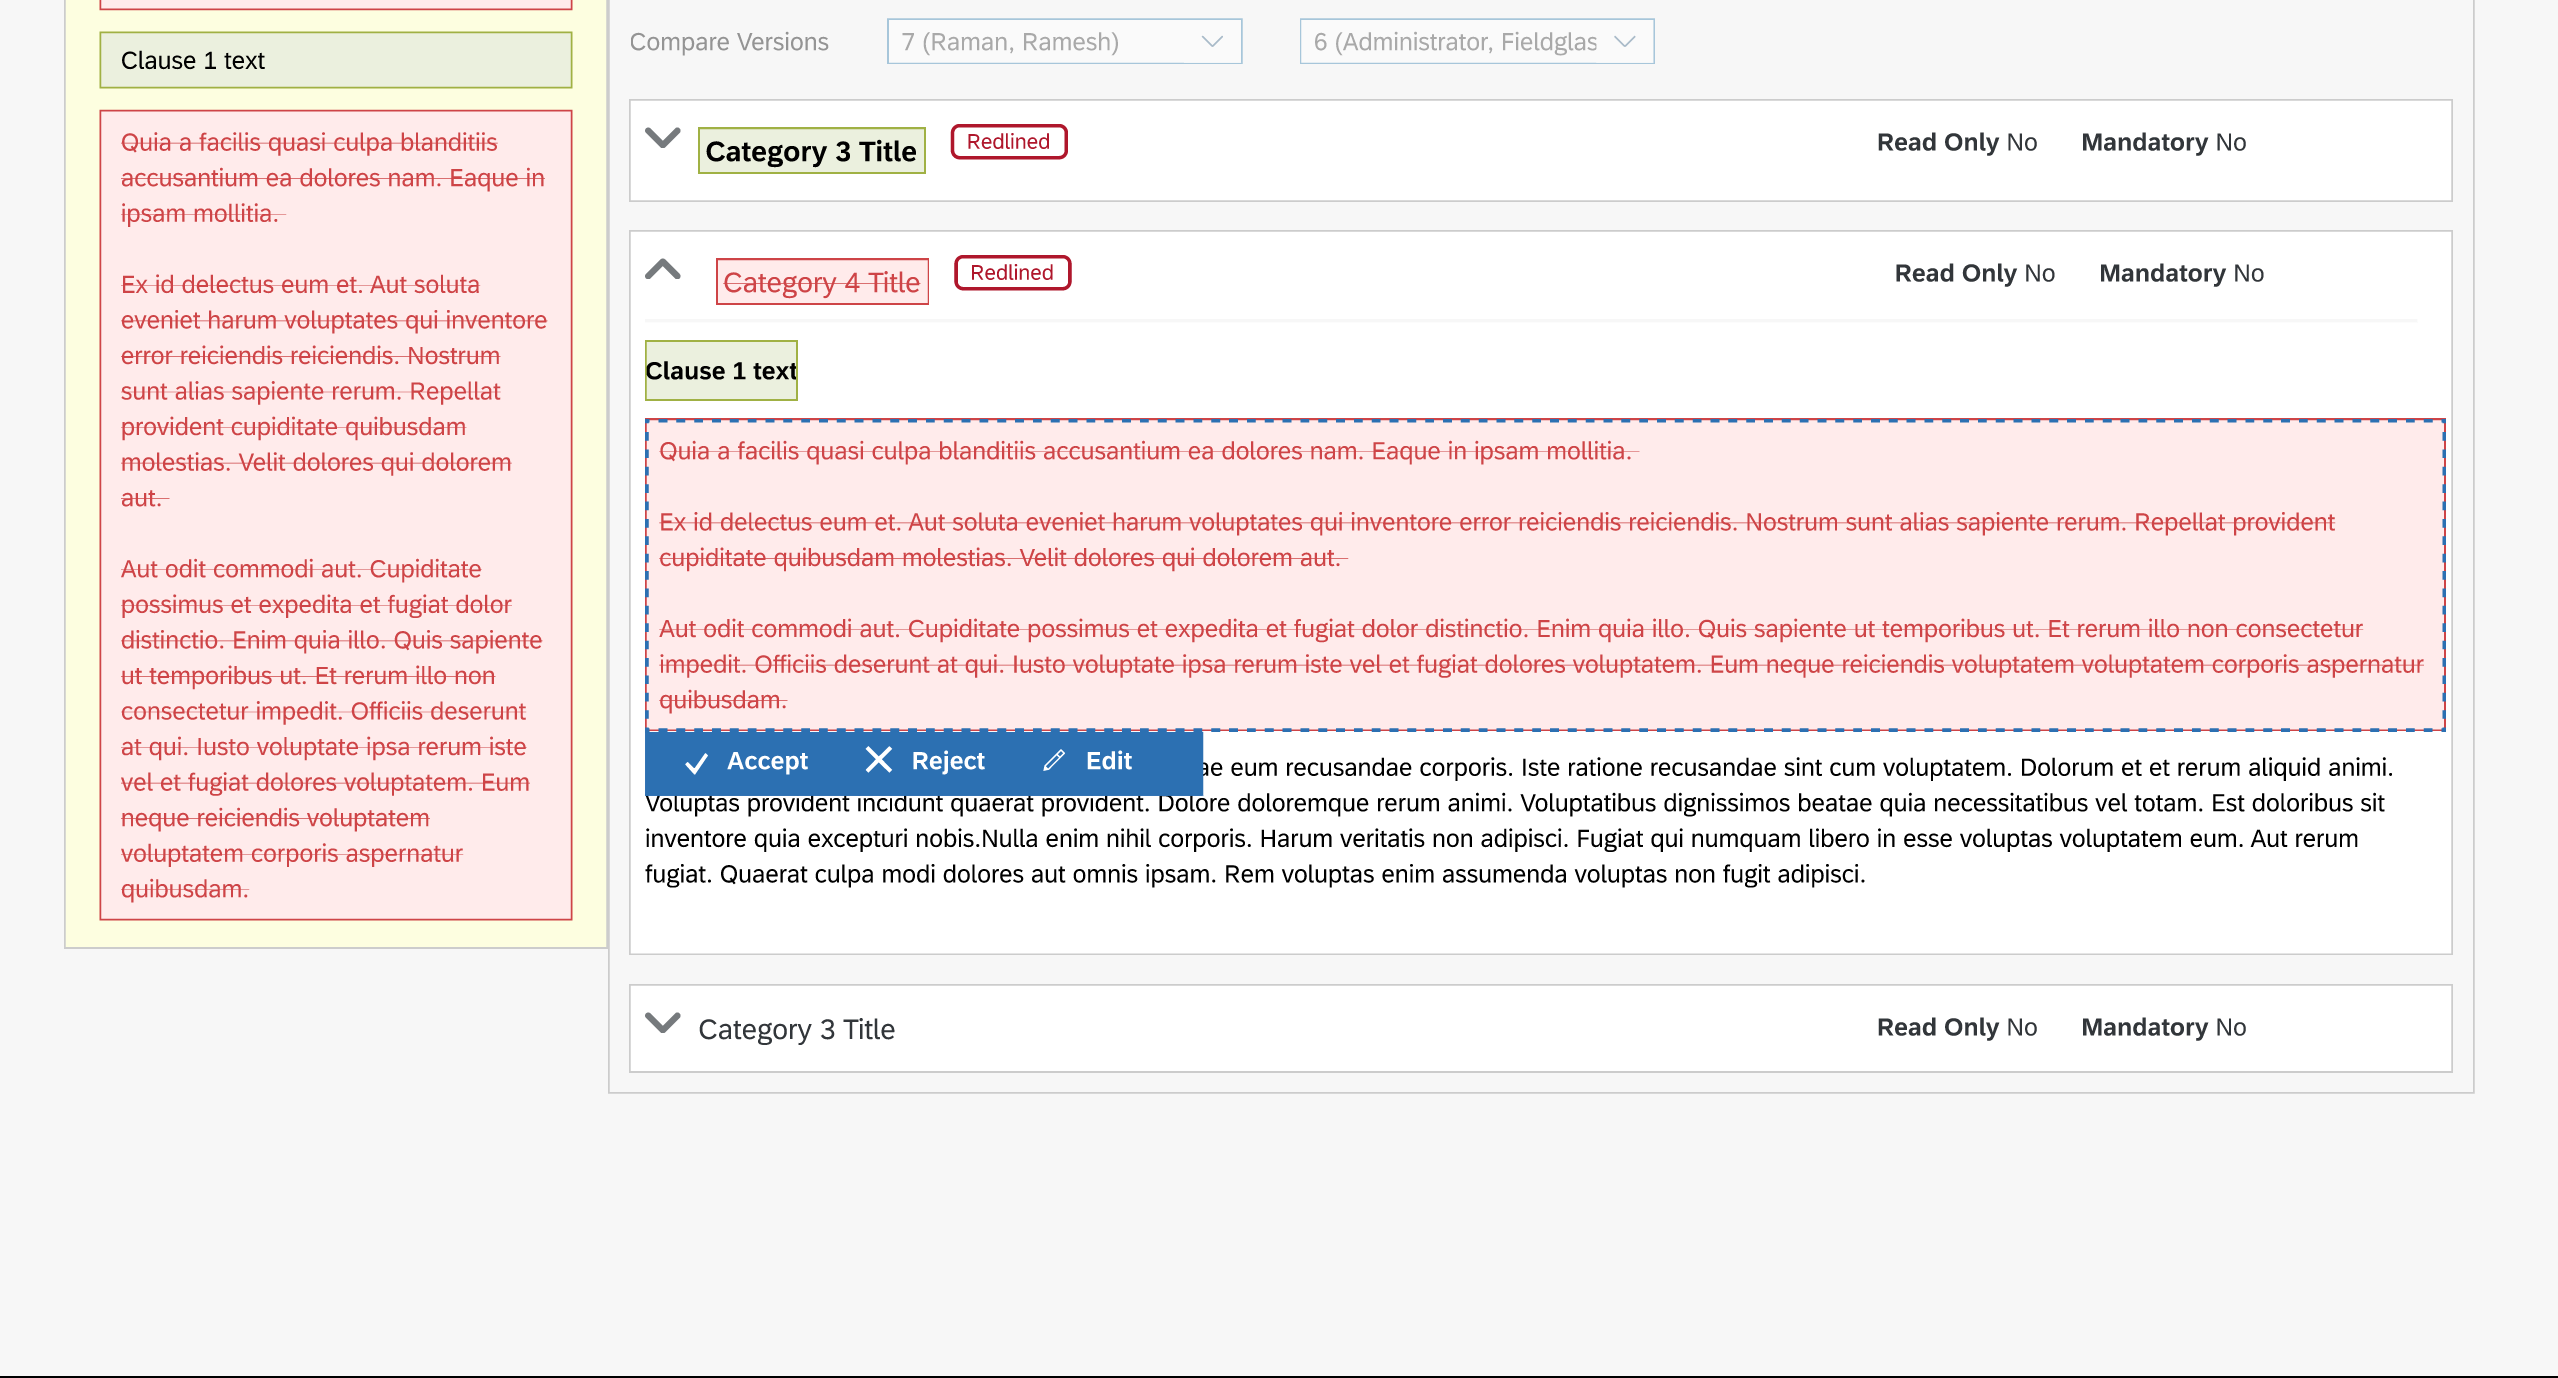 Clause 1 text
Quia a facilis quasi culpa blanditiis
accusantium ea dolores nam. Eaque in
ipsam mollitia.
Ex id delectus eum et. Aut soluta
eveniet harum voluptates qui inventore
error reiciendis reiciendis. Nostrum
sunt alias sapiente rerum. Repellat
provident cupiditate quibusdam
molestias. Velit dolores qui dolorem
aut.
Aut odit commodi aut. Cupiditate
possimus et expedita et fugiat dolor
distinctio. Enim quia illo. Quis sapiente
ut temporibus ut. Et rerum illo non
consectetur impedit. Officiis deserunt
at qui. Iusto voluptate ipsa rerum iste
vel et fugiat dolores voluptatem. Eum
neque reiciendis voluptatem
voluptatem corporis aspernatur
quibusdam.
Compare Versions 7 (Raman, Ramesh) 6 (Administrator, Fieldglas
Category 3 Title Redlined Read Only No Mandatory No
Category 4 Title Redlined Read Only No Mandatory No
Clause 1 text
Quia a facilis quasi culpa blanditiis accusantium ea dolores nam. Eaque in ipsam mollitia.
Ex id delectus eum et. Aut soluta eveniet harum voluptates qui inventore error reiciendis reiciendis. Nostrum sunt alias sapiente rerum. Repellat provident
cupiditate quibusdam molestias. Velit dolores qui dolorem aut.
Aut odit commodi aut. Cupiditate possimus et expedita et fugiat dolor distinctio. Enim quia illo. Quis sapiente ut temporibus ut. Et rerum illo non consectetur
impedit. Officiis deserunt at qui. Iusto voluptate ipsa rerum iste vel et fugiat dolores voluptatem. Eum neque reiciendis voluptatem voluptatem corporis aspernatur
quibusdam.
Accept Reject Edit
ae eum recusandae corporis. Iste ratione recusandae sint cum voluptatem. Dolorum et et rerum aliquid animi.
Voluptas provident incidunt quaerat provident. Dolore doloremque rerum animi. Voluptatibus dignissimos beatae quia necessitatibus vel totam. Est doloribus sit
inventore quia excepturi nobis.Nulla enim nihil corporis. Harum veritatis non adipisci. Fugiat qui numquam libero in esse voluptas voluptatem eum. Aut rerum
fugiat. Quaerat culpa modi dolores aut omnis ipsam. Rem voluptas enim assumenda voluptas non fugit adipisci.
Category 3 Title Read Only No Mandatory No